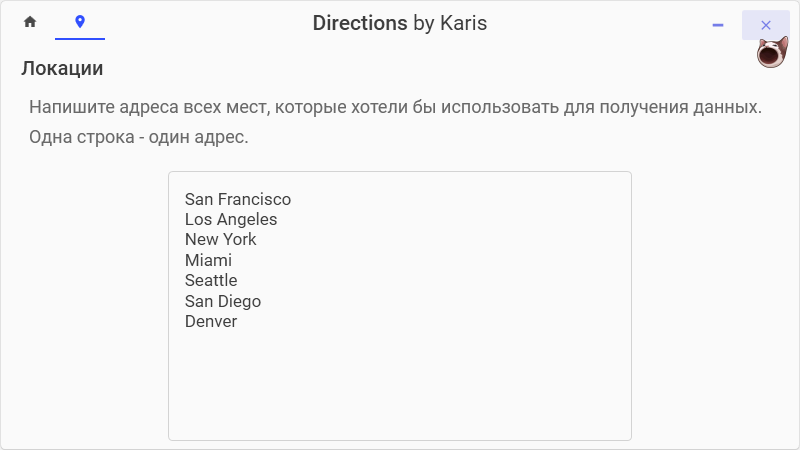 Directions by Karis
Локации
Напишите адреса всех мест, которые хотели бы использовать для получения данных.
Одна строка - один адрес.
San Francisco
Los Angeles
New York
Miami
Seattle
San Diego
Denver